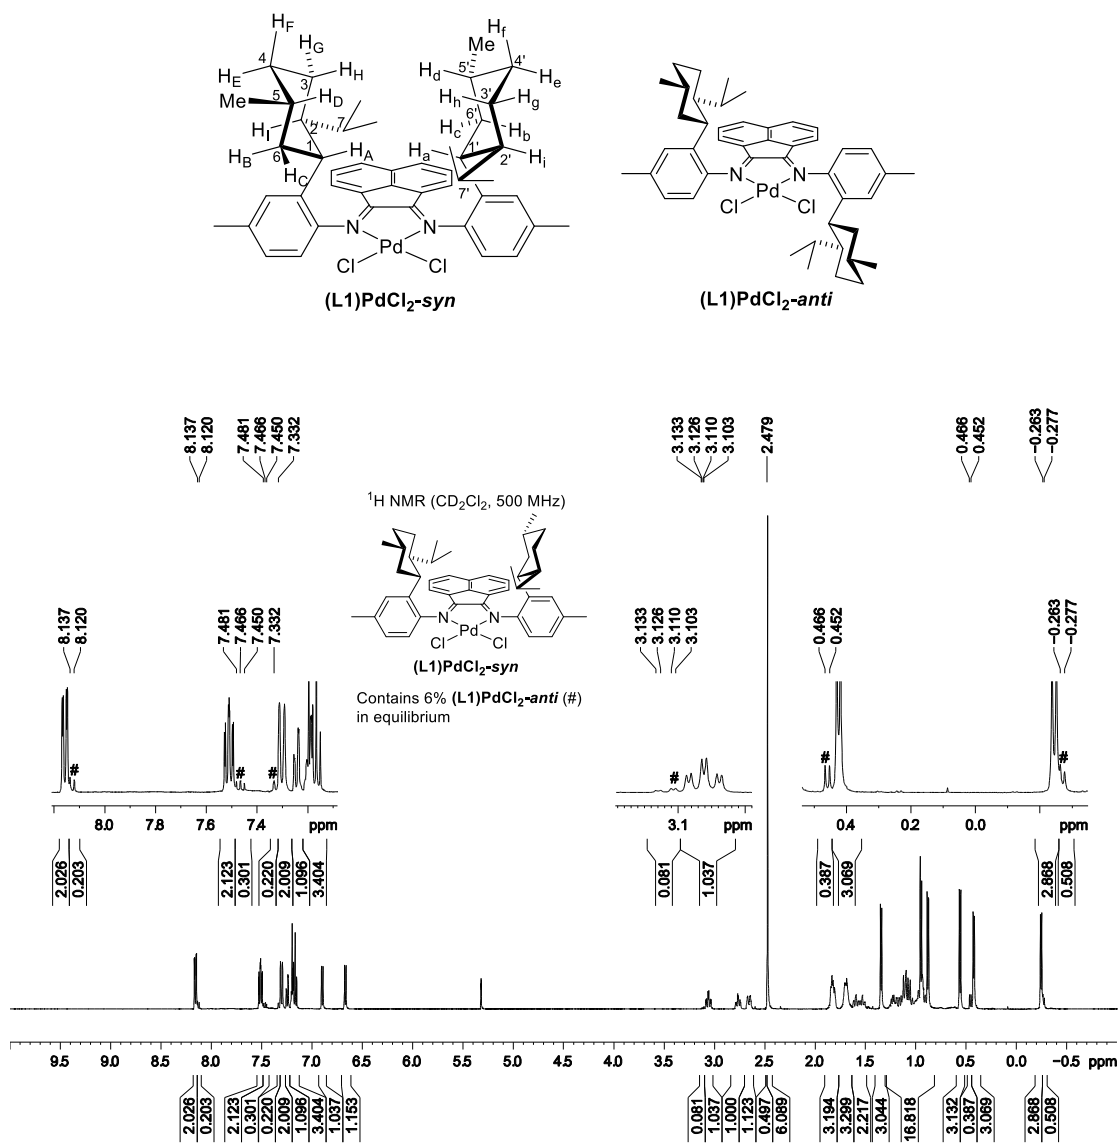 H_F
H_G
4
H_E
3
H_H
5
H_D
Me
H_I
2
7
H_B
6
1
H_A
H_C
H_f
Me
4'
H_d
5'
H_e
3'
H_h
H_g
6'
H_c
H_b
H_a
1'
2'
H_i
7'
N
N
Pd
Cl
Cl
(L1)PdCl₂-syn
N
N
Pd
Cl
Cl
(L1)PdCl₂-anti
8.137
8.120
7.481
7.466
7.450
7.332
3.133
3.126
3.110
3.103
2.479
0.466
0.452
−0.263
−0.277
¹H NMR (CD₂Cl₂, 500 MHz)
N
N
Pd
Cl
Cl
(L1)PdCl₂-syn
Contains 6% (L1)PdCl₂-anti (#)
in equilibrium
8.137
8.120
7.481
7.466
7.450
7.332
3.133
3.126
3.110
3.103
0.466
0.452
−0.263
−0.277
#
#
#
#
#
#
8.0 7.8 7.6 7.4 ppm
3.1 ppm
0.4 0.2 0.0 ppm
2.026
0.203
2.123
0.301
0.220
2.009
1.096
3.404
0.081
1.037
0.387
3.069
2.868
0.508
9.5 9.0 8.5 8.0 7.5 7.0 6.5 6.0 5.5 5.0 4.5 4.0 3.5 3.0 2.5 2.0 1.5 1.0 0.5 0.0 −0.5 ppm
2.026
0.203
2.123
0.301
0.220
2.009
1.096
3.404
1.037
1.153
0.081
1.037
1.000
1.123
0.497
6.089
3.194
3.299
2.217
3.044
16.818
3.132
0.387
3.069
2.868
0.508